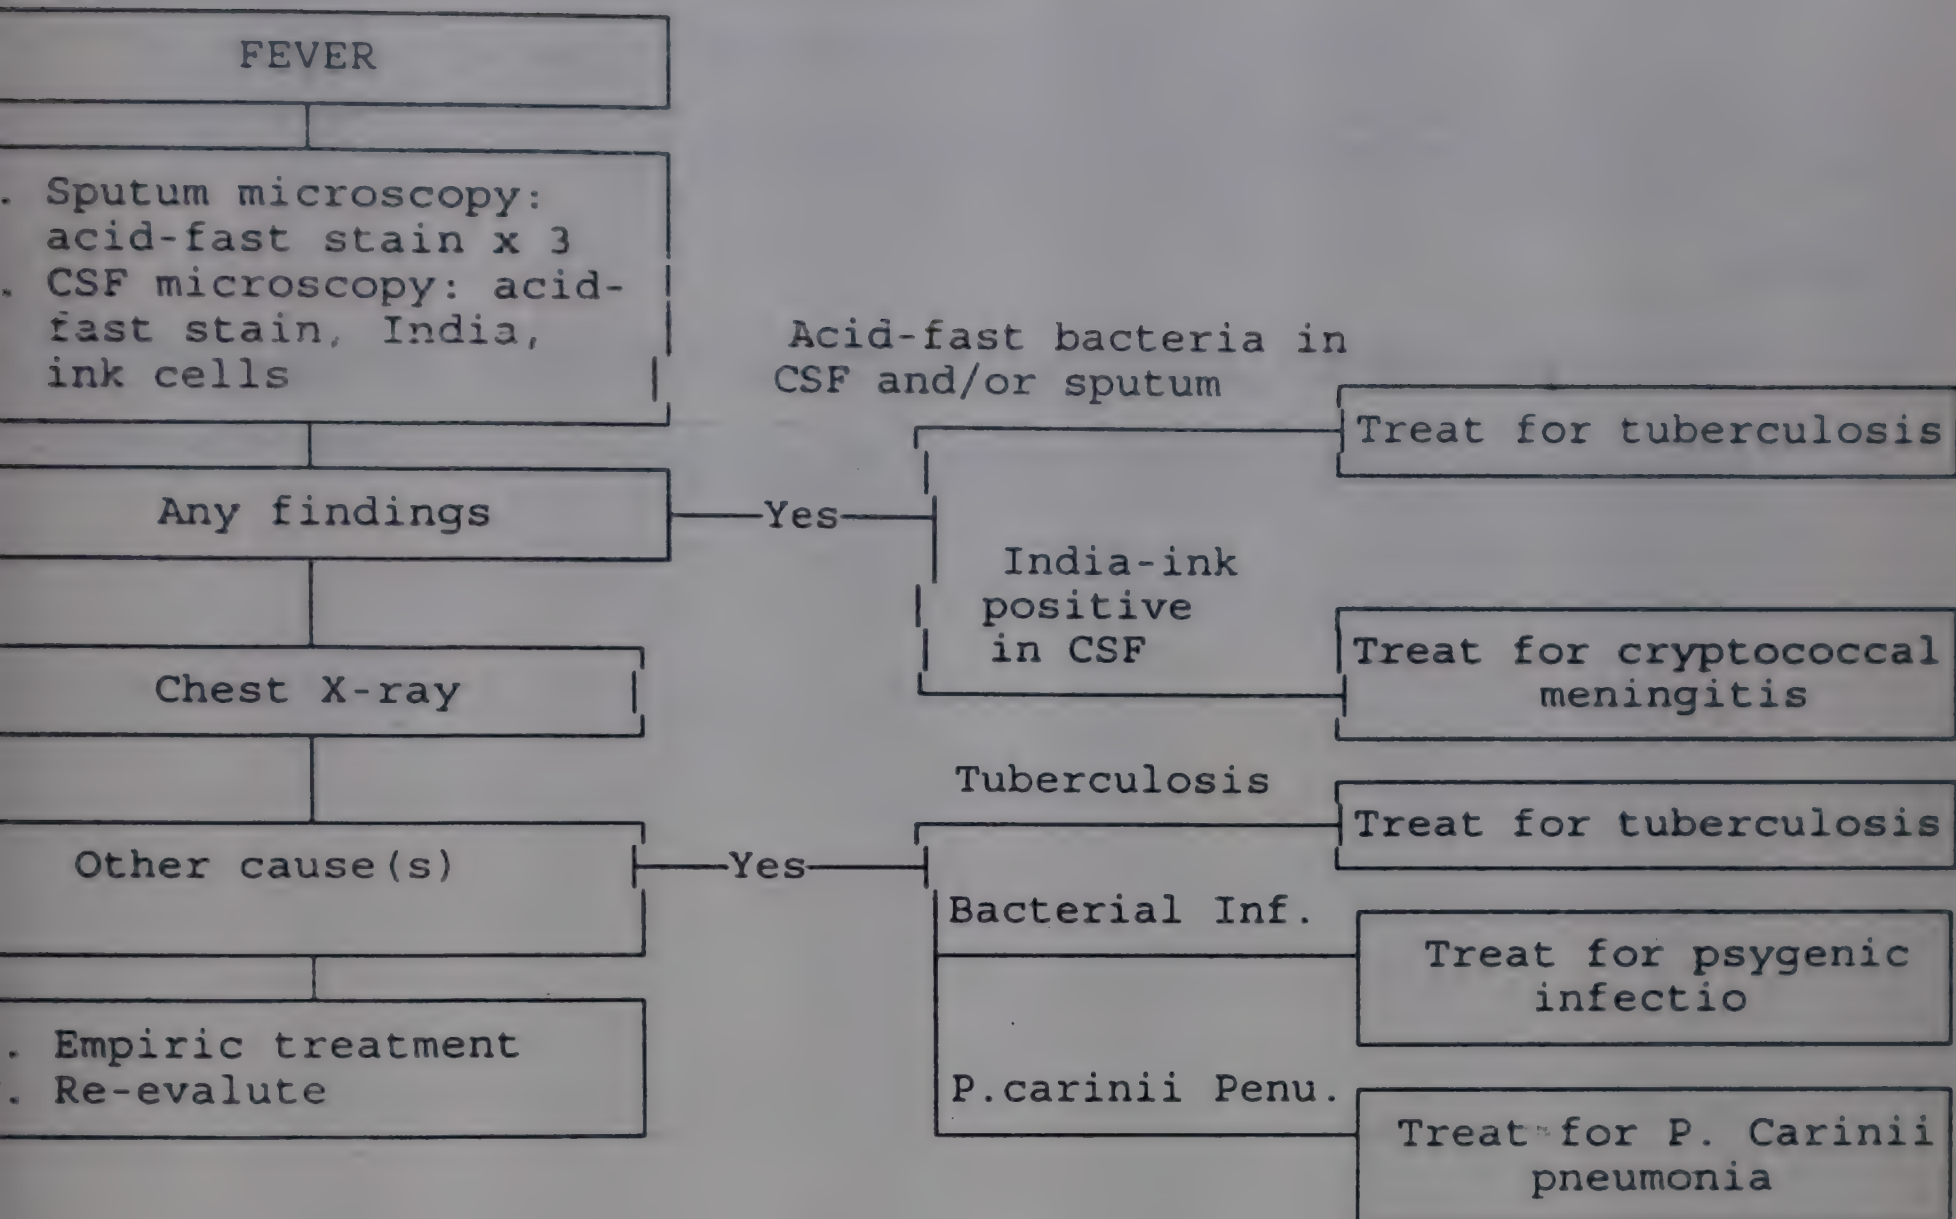 FEVER
. Sputum microscopy:
acid-fast stain x 3
. CSF microscopy: acid-
fast stain, India,
ink cells
Any findings
Yes
Acid-fast bacteria in
CSF and/or sputum
Treat for tuberculosis
India-ink
positive
in CSF
Treat for cryptococcal
meningitis
Chest X-ray
Other cause(s)
Yes
Tuberculosis
Treat for tuberculosis
Bacterial Inf.
Treat for psygenic
infectio
P.carinii Penu.
Treat for P. Carinii
pneumonia
. Empiric treatment
. Re-evalute